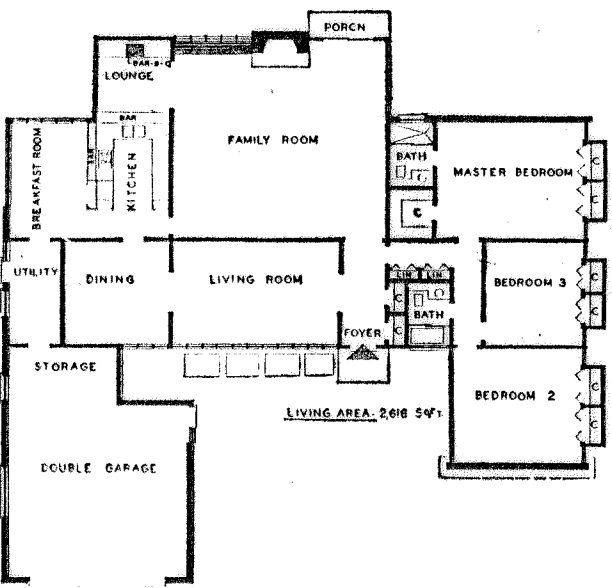 PORCH
BAR-B-Q
LOUNGE
BAR
FAMILY ROOM
BATH
MASTER BEDROOM
C
C
C
BREAKFAST ROOM
BAR
KITCHEN
UTILITY
DINING
LIVING ROOM
LIN
LIN
BEDROOM 3
C
C
C
C
BATH
FOYER
STORAGE
BEDROOM 2
C
C
LIVING AREA - 2,618 SQ FT.
DOUBLE GARAGE